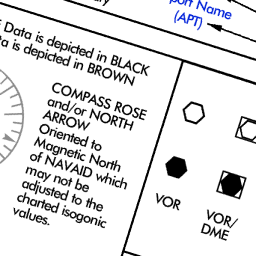 port Name
(APT)
Data is depicted in BLACK
is depicted in BROWN
COMPASS ROSE
and/or NORTH
ARROW
Oriented to
Magnetic North
of NAVAID which
may not be
adjusted to the
charted isogonic
values.
VOR
VOR/
DME